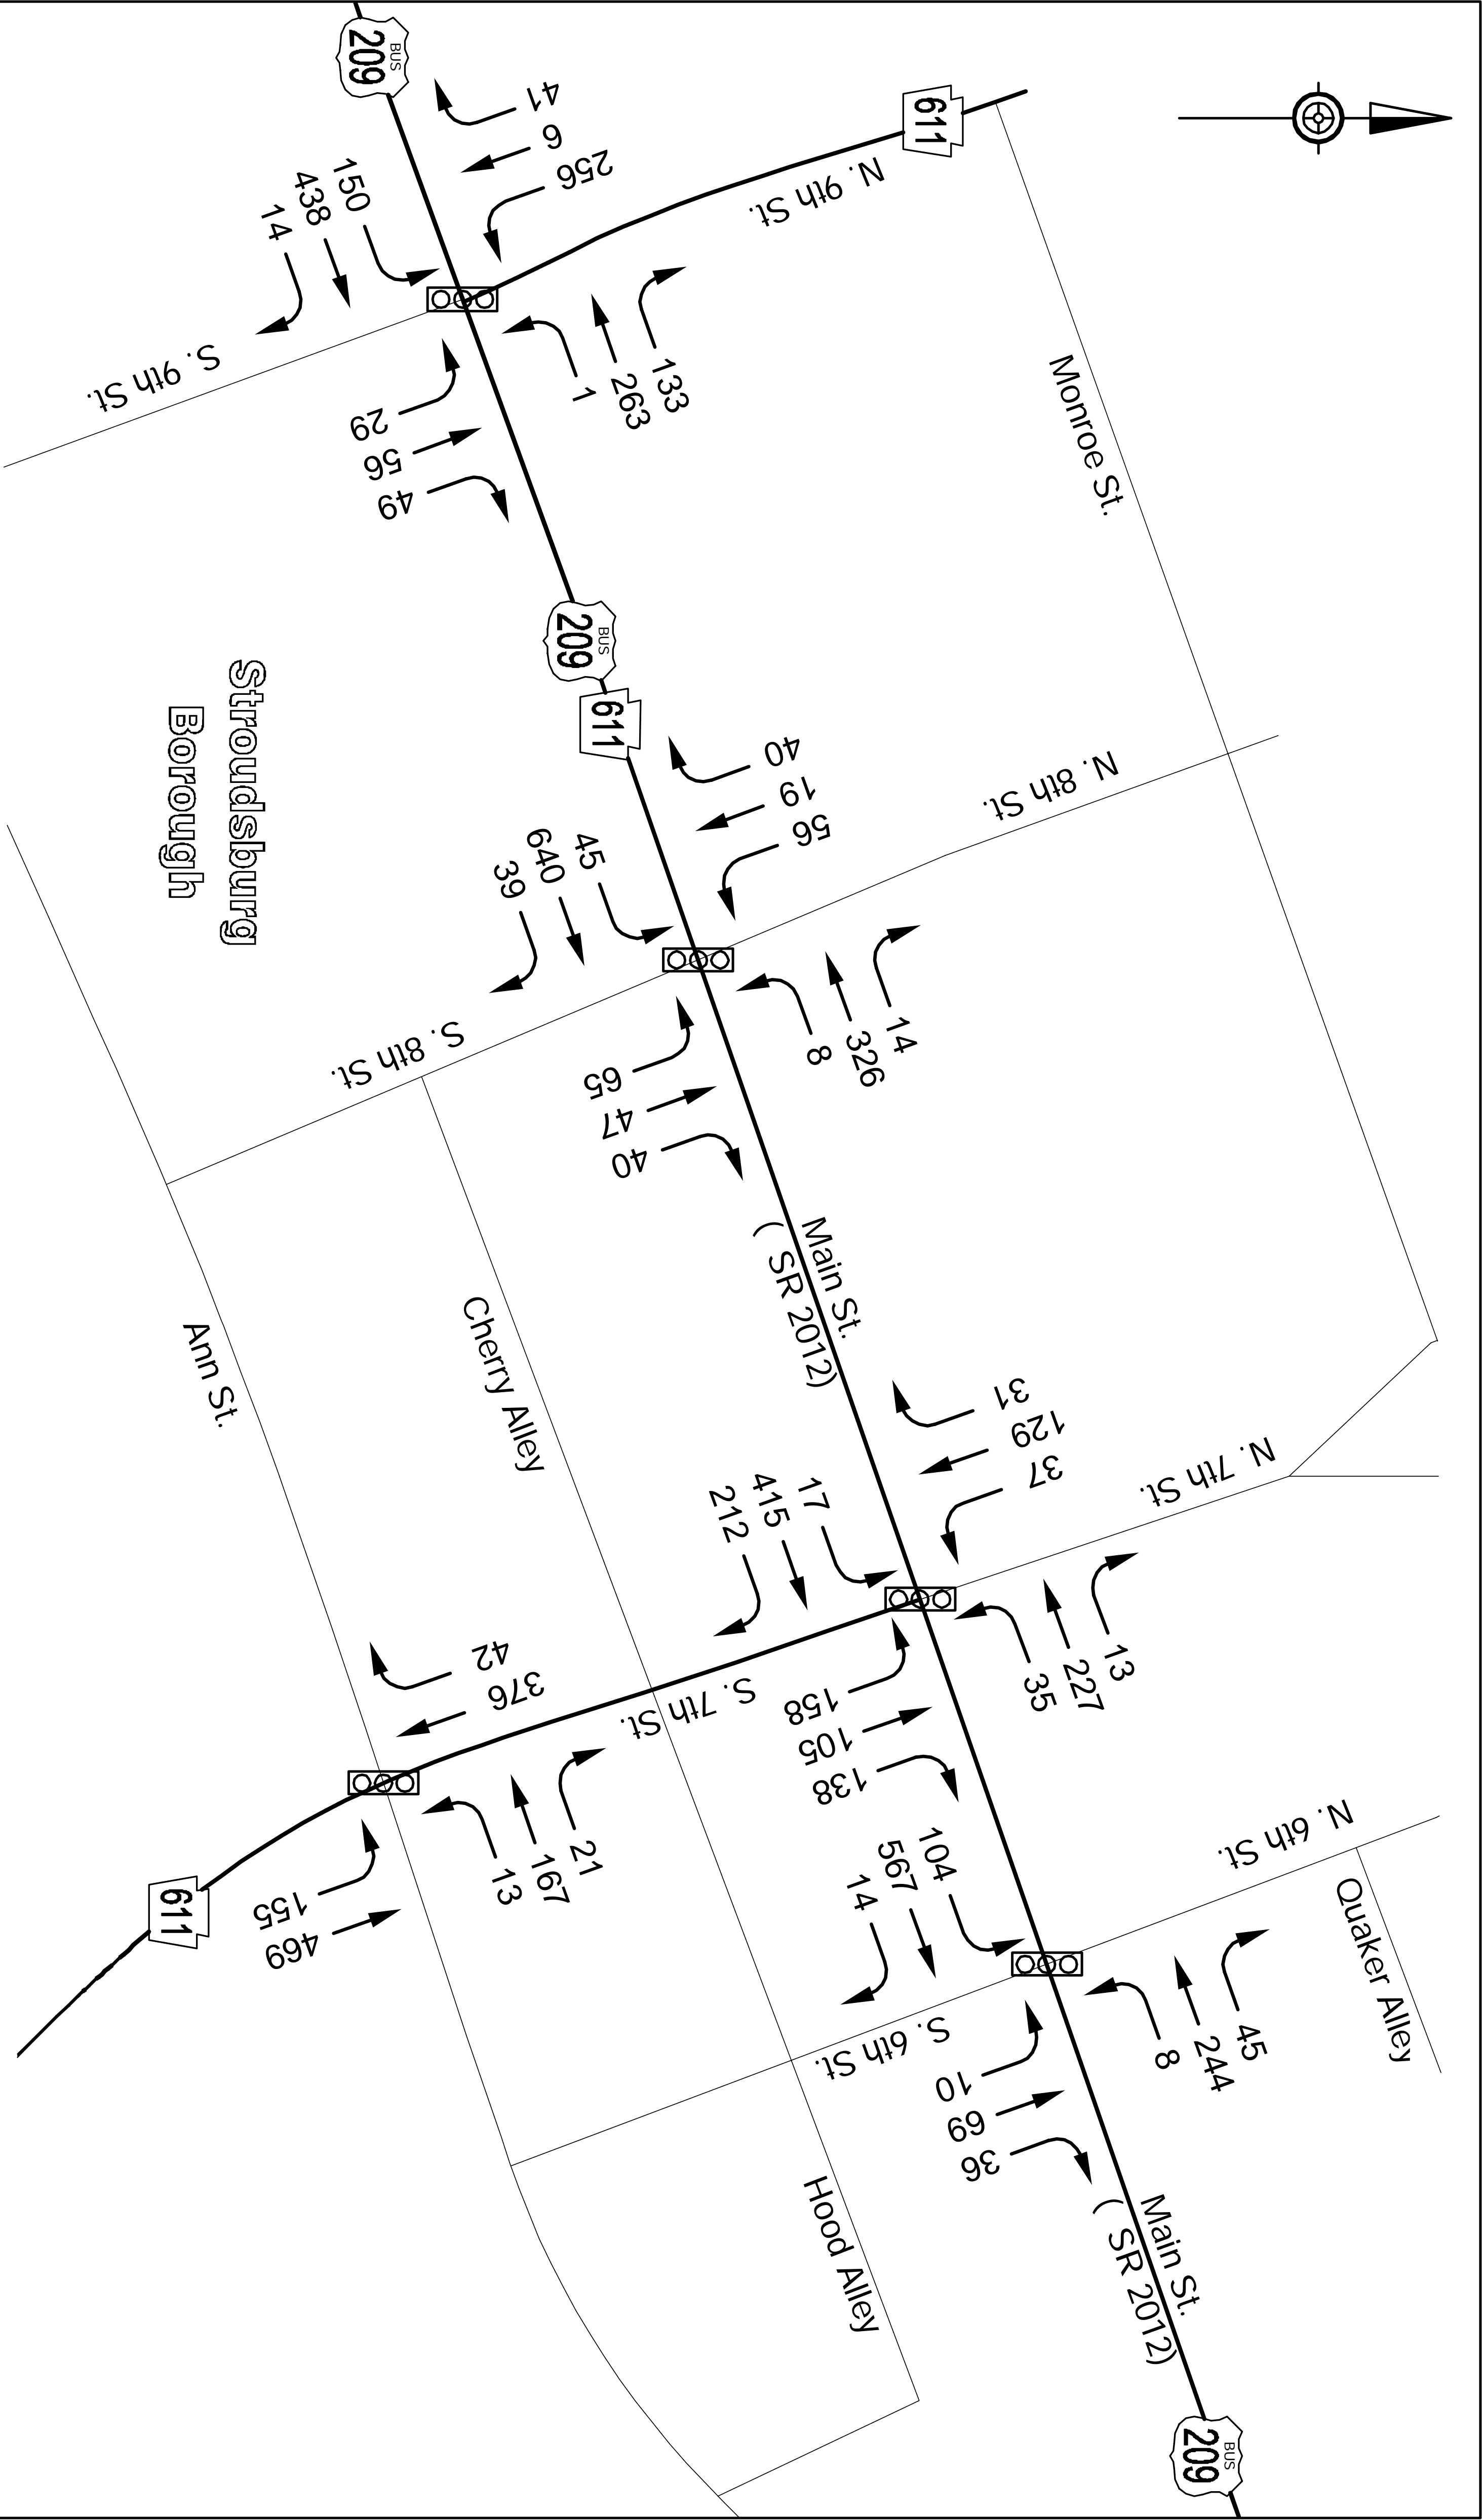 BUS
209
611
N. 9th St.
Monroe St.
41
6
256
150
438
14
133
263
1
29
56
49
S. 9th St.
BUS
209
611
Stroudsburg
Borough
N. 8th St.
40
19
56
45
640
39
14
326
8
65
47
40
S. 8th St.
Main St.
( SR 2012)
Cherry Alley
Ann St.
N. 7th St.
31
129
37
17
415
212
13
227
35
158
105
138
S. 7th St.
42
376
21
167
13
155
469
611
N. 6th St.
Quaker Alley
104
567
14
45
244
8
10
69
36
S. 6th St.
Hood Alley
Main St.
( SR 2012)
BUS
209